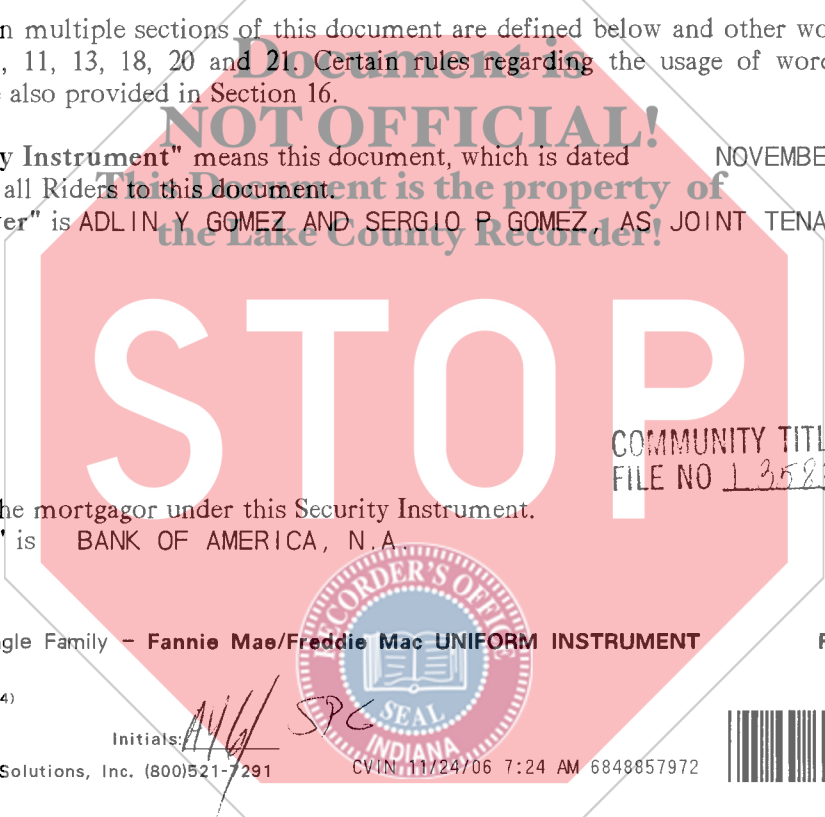 n multiple sections of this document are defined below and other wo
, 11, 13, 18, 20 and 21. Certain rules regarding the usage of word
also provided in Section 16.
Document is
NOT OFFICIAL!
This Document is the property of
the Lake County Recorder!
y Instrument" means this document, which is dated NOVEMBE
all Riders to this document.
er" is ADLIN Y GOMEZ AND SERGIO P GOMEZ, AS JOINT TENA
STOP
COMMUNITY TITL
FILE NO L 358
he mortgagor under this Security Instrument.
" is BANK OF AMERICA, N.A.
RECORDER'S OFFICE
SEAL
INDIANA
gle Family – Fannie Mae/Freddie Mac UNIFORM INSTRUMENT F
4)
Initials: AYG SPG
Solutions, Inc. (800)521-7291 CVIN 11/24/06 7:24 AM 6848857972